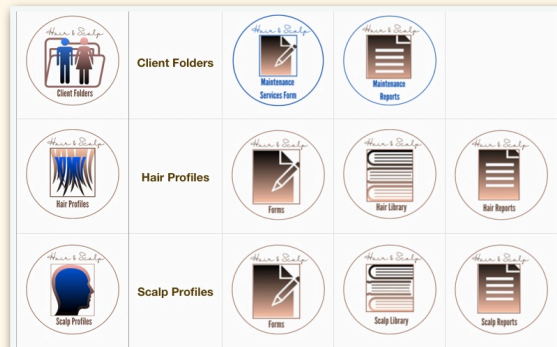 Hair & Scalp
Client Folders
Client Folders
Hair & Scalp
Maintenance
Services Form
Hair & Scalp
Maintenance
Reports
Hair & Scalp
Hair Profiles
Hair Profiles
Hair & Scalp
Forms
Hair & Scalp
Hair Library
Hair & Scalp
Hair Reports
Hair & Scalp
Scalp Profiles
Scalp Profiles
Hair & Scalp
Forms
Hair & Scalp
Scalp Library
Hair & Scalp
Scalp Reports